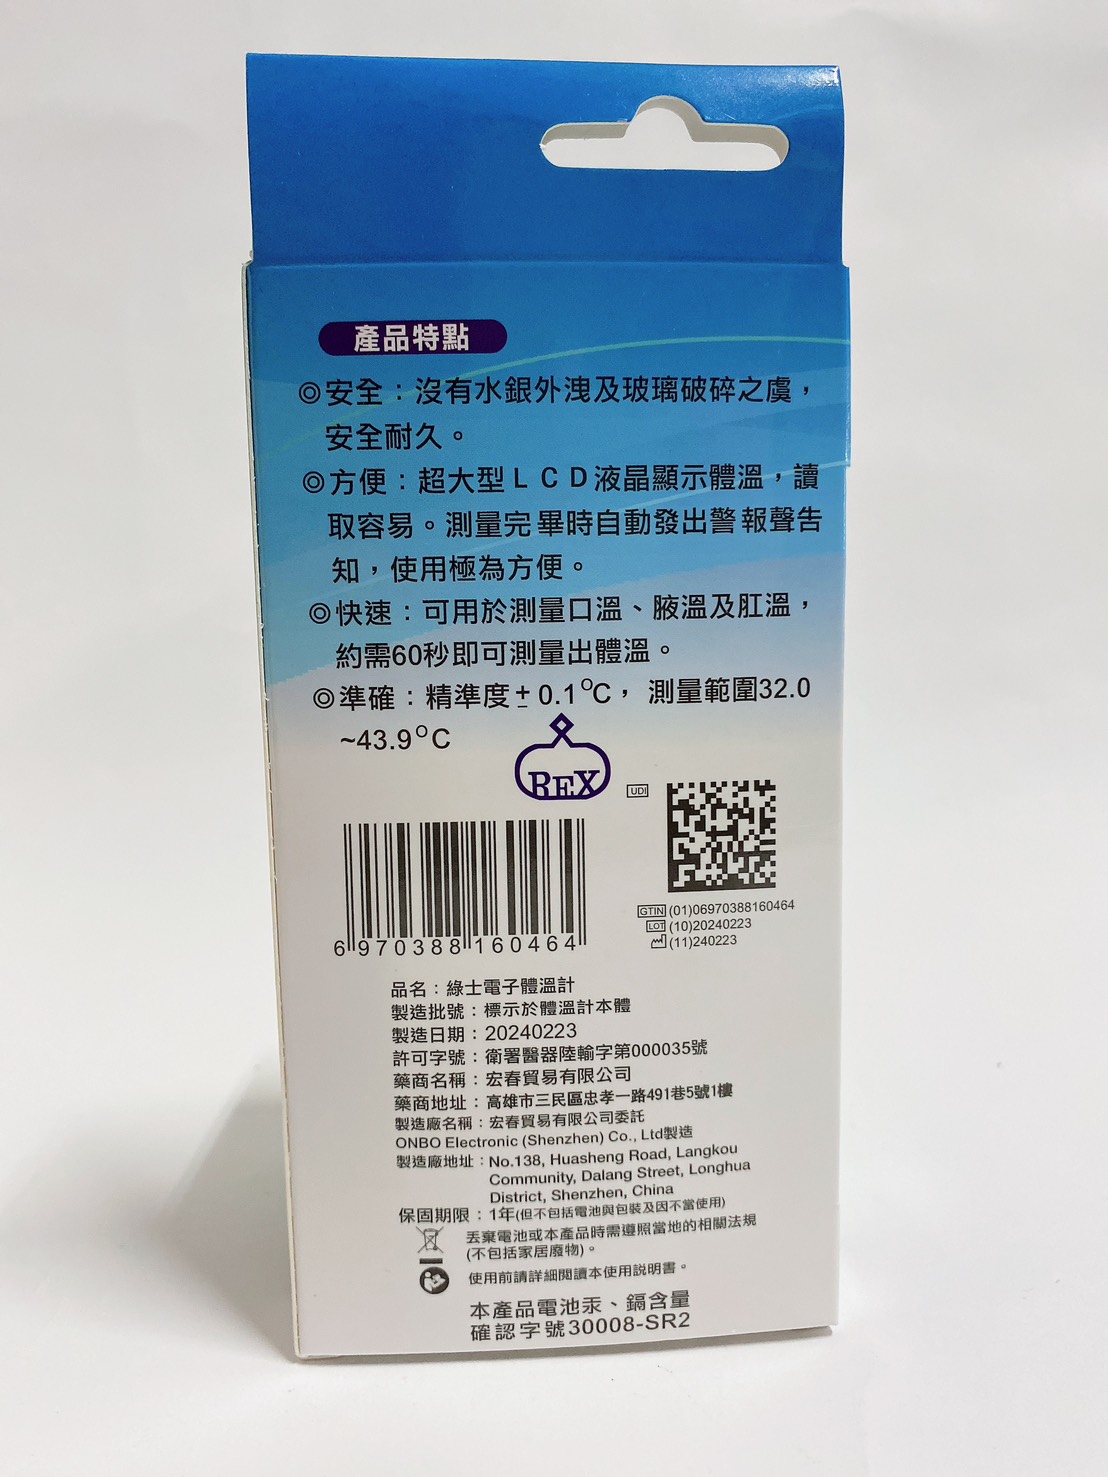 產品特點
◎安全：沒有水銀外洩及玻璃破碎之虞，
安全耐久。
◎方便：超大型LCD液晶顯示體溫，讀
取容易。測量完畢時自動發出警報聲告
知，使用極為方便。
◎快速：可用於測量口溫、腋溫及肛溫，
約需60秒即可測量出體溫。
◎準確：精準度±0.1°C，測量範圍32.0
~43.9°C
REX
UDI
6 970388 160464
GTIN (01)06970388160464
LOT (10)20240223
(11)240223
品名：綠士電子體溫計
製造批號：標示於體溫計本體
製造日期：20240223
許可字號：衛署醫器陸輸字第000035號
藥商名稱：宏春貿易有限公司
藥商地址：高雄市三民區忠孝一路491巷5號1樓
製造廠名稱：宏春貿易有限公司委託
ONBO Electronic (Shenzhen) Co., Ltd製造
製造廠地址：No.138, Huasheng Road, Langkou
Community, Dalang Street, Longhua
District, Shenzhen, China
保固期限：1年(但不包括電池與包裝及因不當使用)
丟棄電池或本產品時需遵照當地的相關法規
(不包括家居廢物)。
使用前請詳細閱讀本使用説明書。
本產品電池汞、鎘含量
確認字號30008-SR2